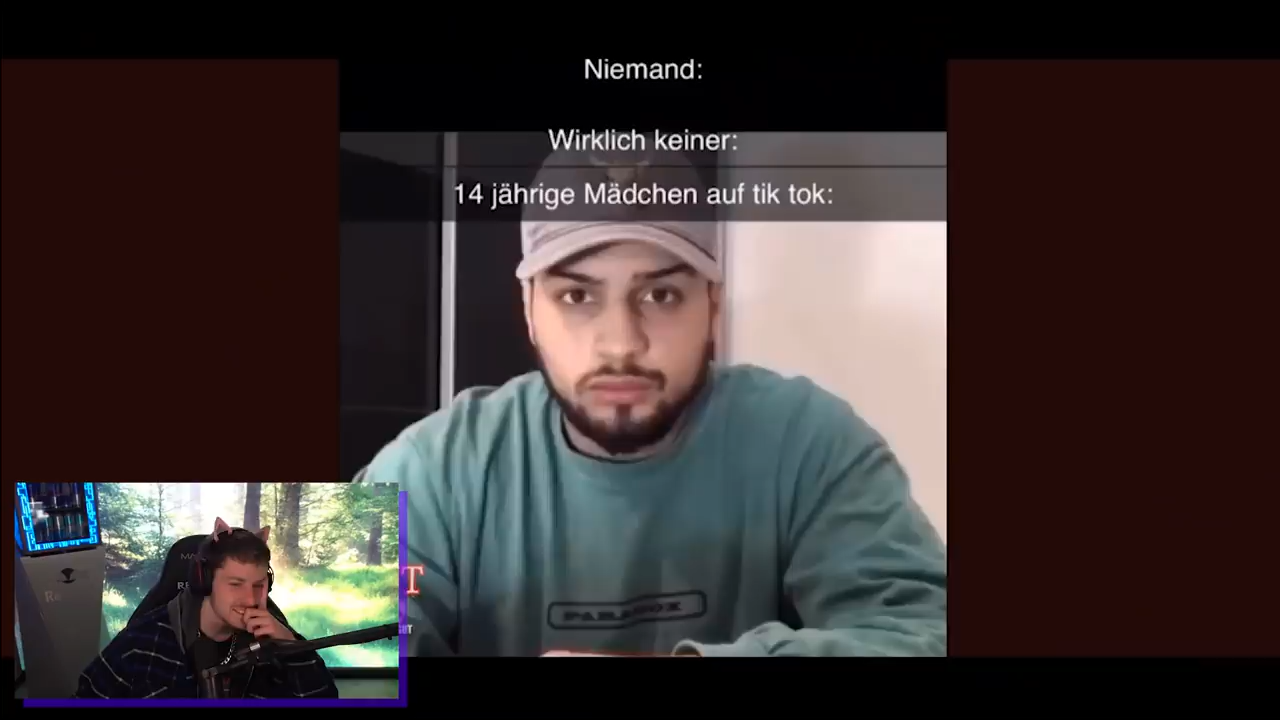 Niemand:
Wirklich keiner:
14 jährige Mädchen auf tik tok:
PARADOX